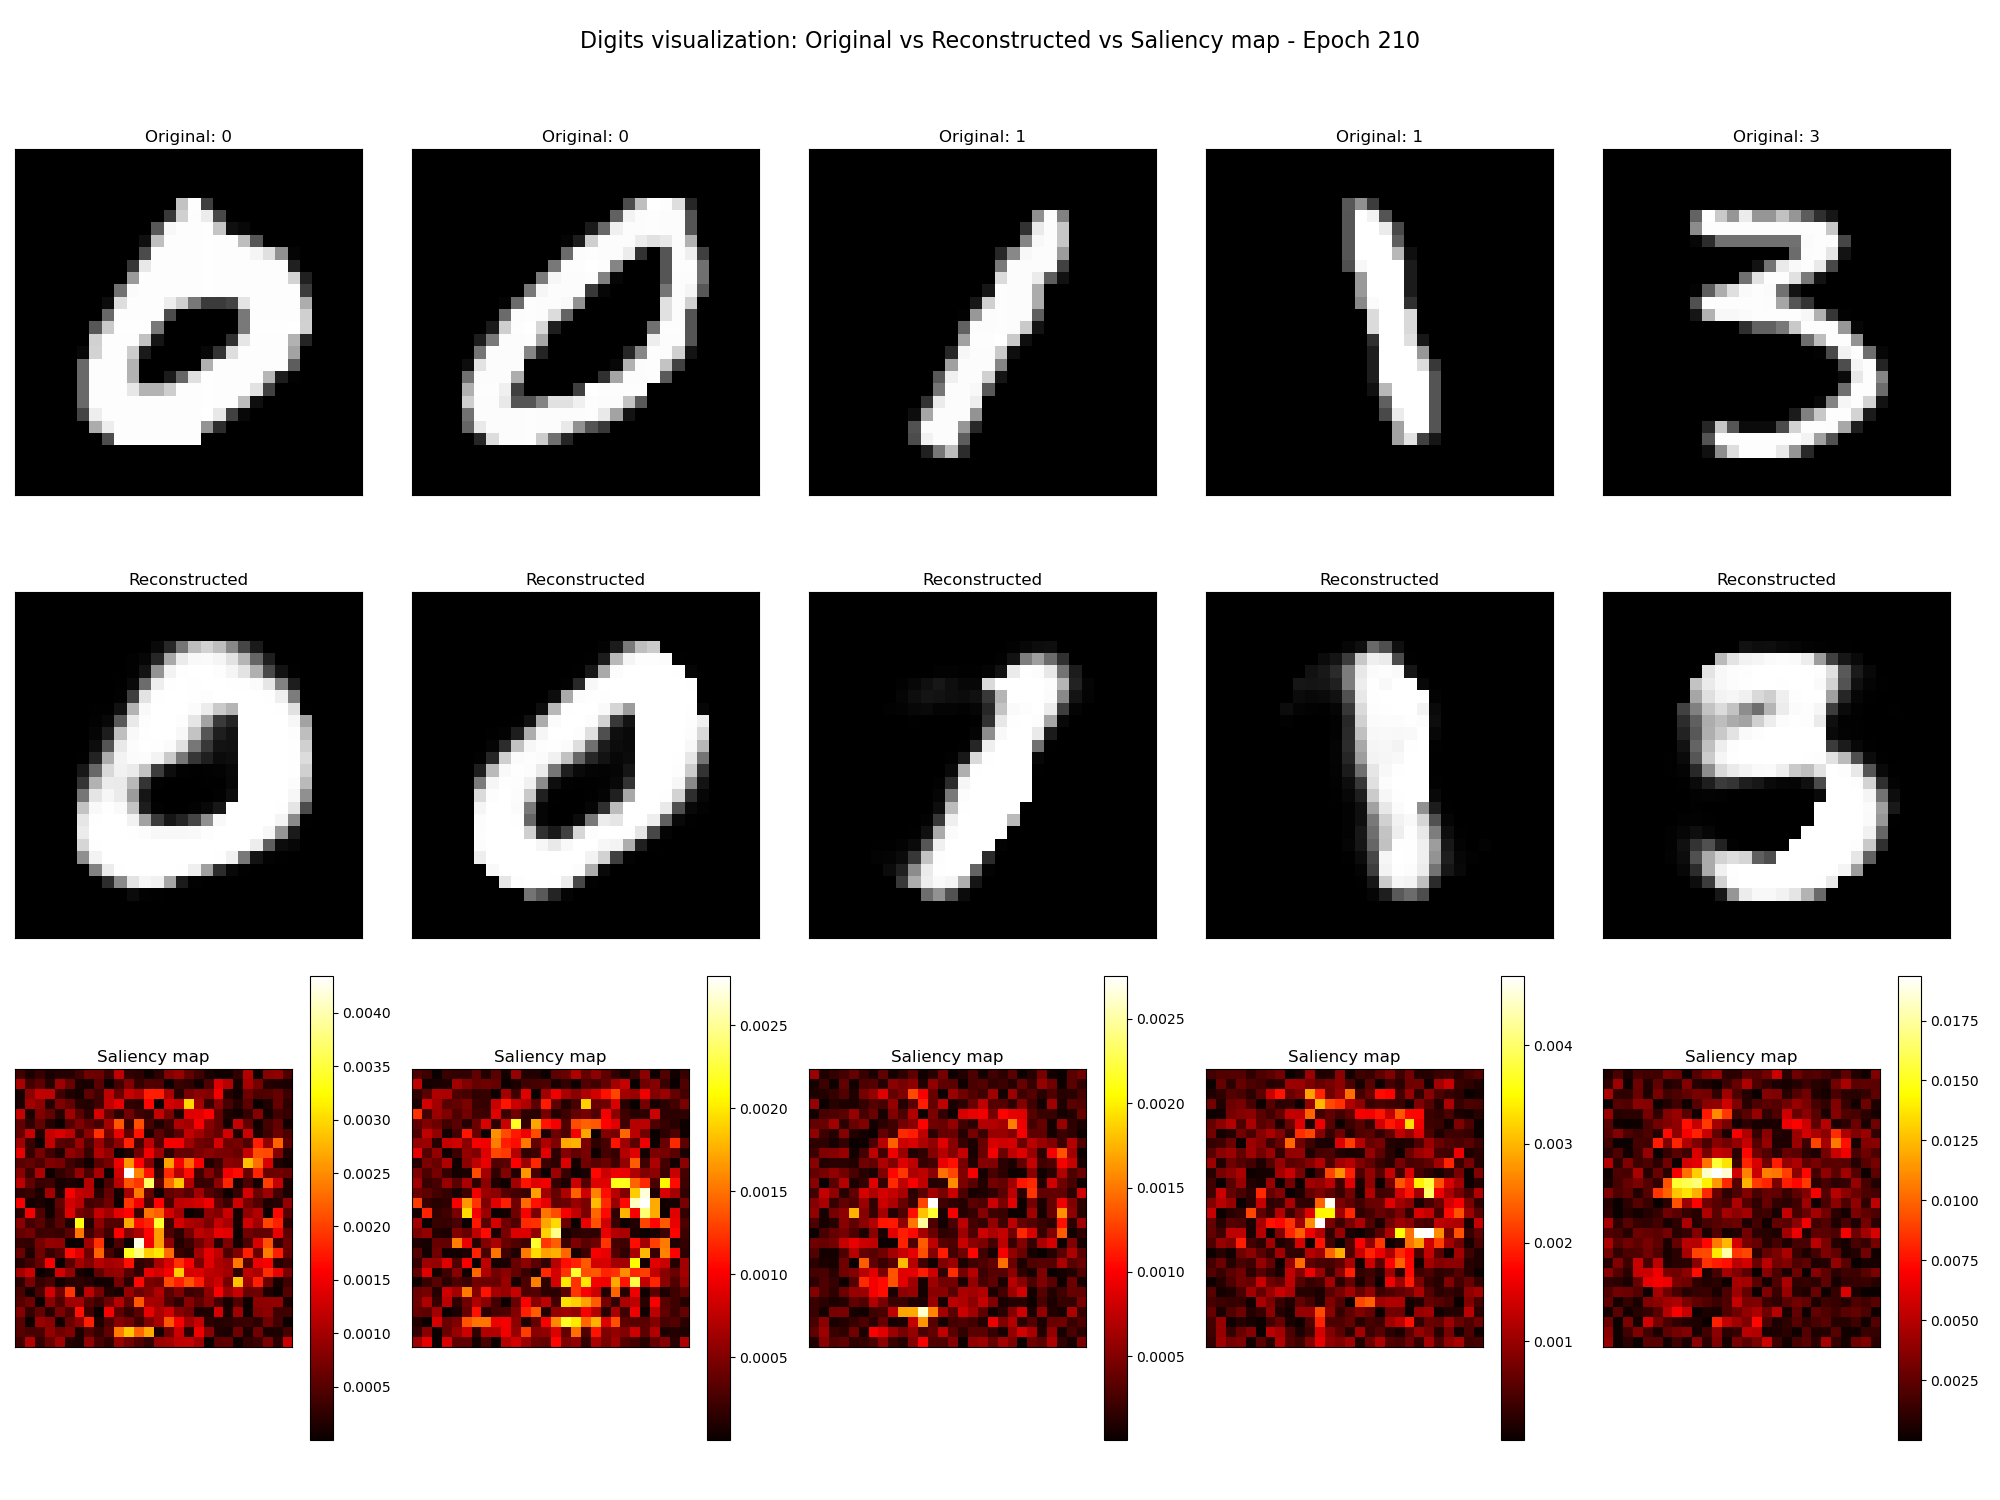 Digits visualization: Original vs Reconstructed vs Saliency map - Epoch 210
Original: 0
Original: 0
Original: 1
Original: 1
Original: 3
Reconstructed
Reconstructed
Reconstructed
Reconstructed
Reconstructed
Saliency map
0.0040
0.0035
0.0030
0.0025
0.0020
0.0015
0.0010
0.0005
Saliency map
0.0025
0.0020
0.0015
0.0010
0.0005
Saliency map
0.0025
0.0020
0.0015
0.0010
0.0005
Saliency map
0.004
0.003
0.002
0.001
Saliency map
0.0175
0.0150
0.0125
0.0100
0.0075
0.0050
0.0025